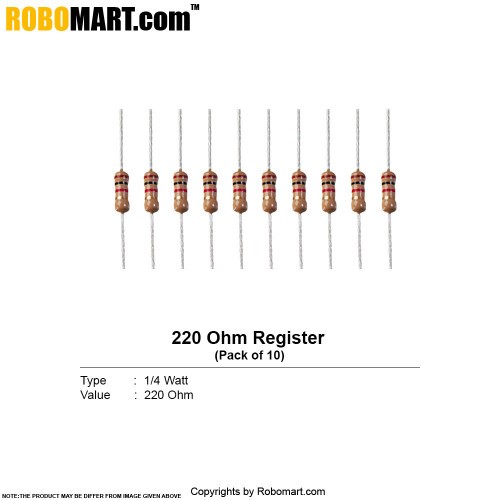 ROBOMART.com™
220 Ohm Register
(Pack of 10)
Type : 1/4 Watt
Value : 220 Ohm
Copyrights by Robomart.com
NOTE:THE PRODUCT MAY BE DIFFER FROM IMAGE GIVEN ABOVE